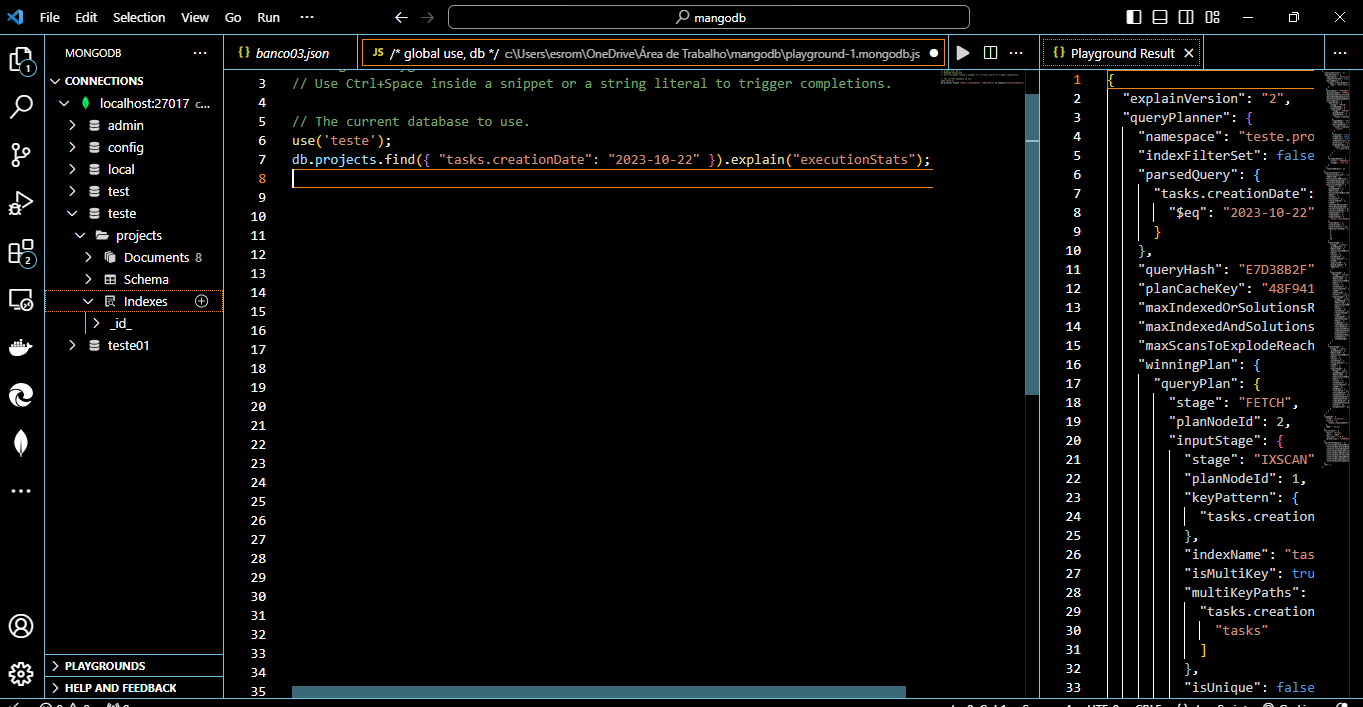 File Edit Selection View Go Run ··· mangodb
MONGODB ···
CONNECTIONS
localhost:27017 c...
admin
config
local
test
teste
projects
Documents 8
Schema
Indexes
_id_
teste01
PLAYGROUNDS
HELP AND FEEDBACK
1
2
{} banco03.json
JS /* global use, db */ c:\Users\esrom\OneDrive\Área de Trabalho\mangodb\playground-1.mongodb.js
3 // Use Ctrl+Space inside a snippet or a string literal to trigger completions.
4
5 // The current database to use.
6 use('teste');
7 db.projects.find({ "tasks.creationDate": "2023-10-22" }).explain("executionStats");
8
9
10
11
12
13
14
15
16
17
18
19
20
21
22
23
24
25
26
27
28
29
30
31
32
33
34
35
{} Playground Result
1 {
2 "explainVersion": "2",
3 "queryPlanner": {
4 "namespace": "teste.pro
5 "indexFilterSet": false
6 "parsedQuery": {
7 "tasks.creationDate":
8 "$eq": "2023-10-22"
9 }
10 },
11 "queryHash": "E7D38B2F"
12 "planCacheKey": "48F941
13 "maxIndexedOrSolutionsR
14 "maxIndexedAndSolutions
15 "maxScansToExplodeReach
16 "winningPlan": {
17 "queryPlan": {
18 "stage": "FETCH",
19 "planNodeId": 2,
20 "inputStage": {
21 "stage": "IXSCAN"
22 "planNodeId": 1,
23 "keyPattern": {
24 "tasks.creation
25 },
26 "indexName": "tas
27 "isMultiKey": tru
28 "multiKeyPaths":
29 "tasks.creation
30 "tasks"
31 ]
32 },
33 "isUnique": false